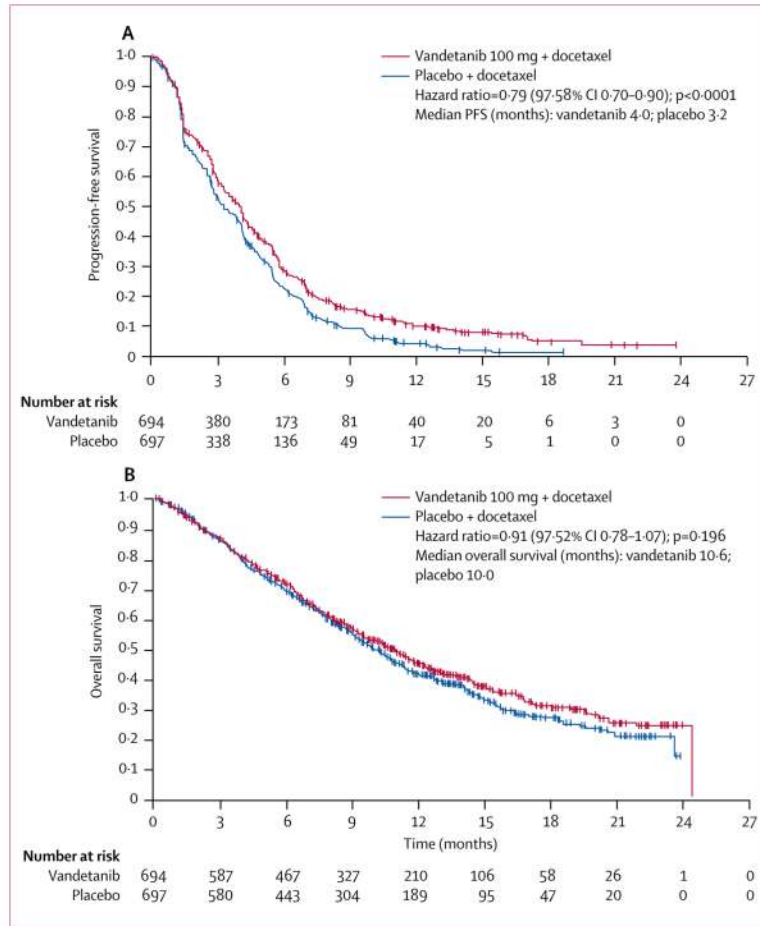 A
Vandetanib 100 mg + docetaxel
Placebo + docetaxel
Hazard ratio=0·79 (97·58% CI 0·70–0·90); p<0·0001
Median PFS (months): vandetanib 4·0; placebo 3·2
Progression-free survival
1·0
0·9
0·8
0·7
0·6
0·5
0·4
0·3
0·2
0·1
0
0 3 6 9 12 15 18 21 24 27
Number at risk
Vandetanib 694 380 173 81 40 20 6 3 0
Placebo 697 338 136 49 17 5 1 0 0
B
Vandetanib 100 mg + docetaxel
Placebo + docetaxel
Hazard ratio=0·91 (97·52% CI 0·78–1·07); p=0·196
Median overall survival (months): vandetanib 10·6;
placebo 10·0
Overall survival
1·0
0·9
0·8
0·7
0·6
0·5
0·4
0·3
0·2
0·1
0
0 3 6 9 12 15 18 21 24 27
Time (months)
Number at risk
Vandetanib 694 587 467 327 210 106 58 26 1 0
Placebo 697 580 443 304 189 95 47 20 0 0